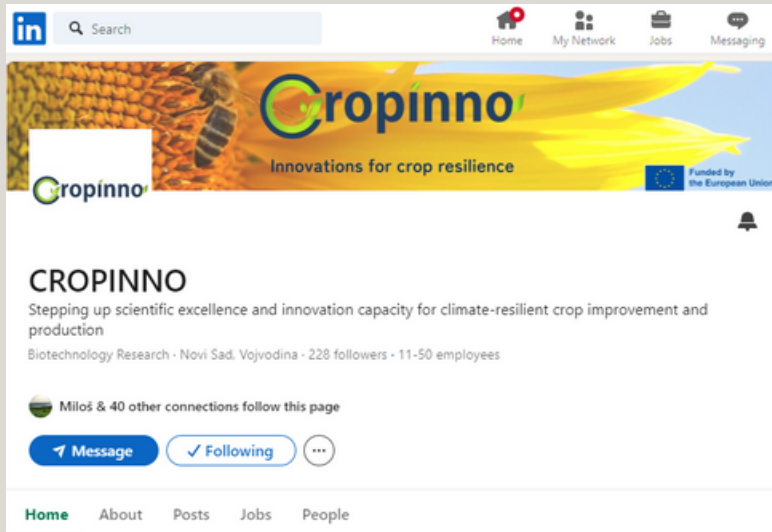 in
Search
Home
My Network
Jobs
Messaging
Cropinno
Innovations for crop resilience
Funded by
the European Union
Cropinno
CROPINNO
Stepping up scientific excellence and innovation capacity for climate-resilient crop improvement and
production
Biotechnology Research · Novi Sad, Vojvodina · 228 followers · 11-50 employees
Miloš & 40 other connections follow this page
Message
Following
Home About Posts Jobs People